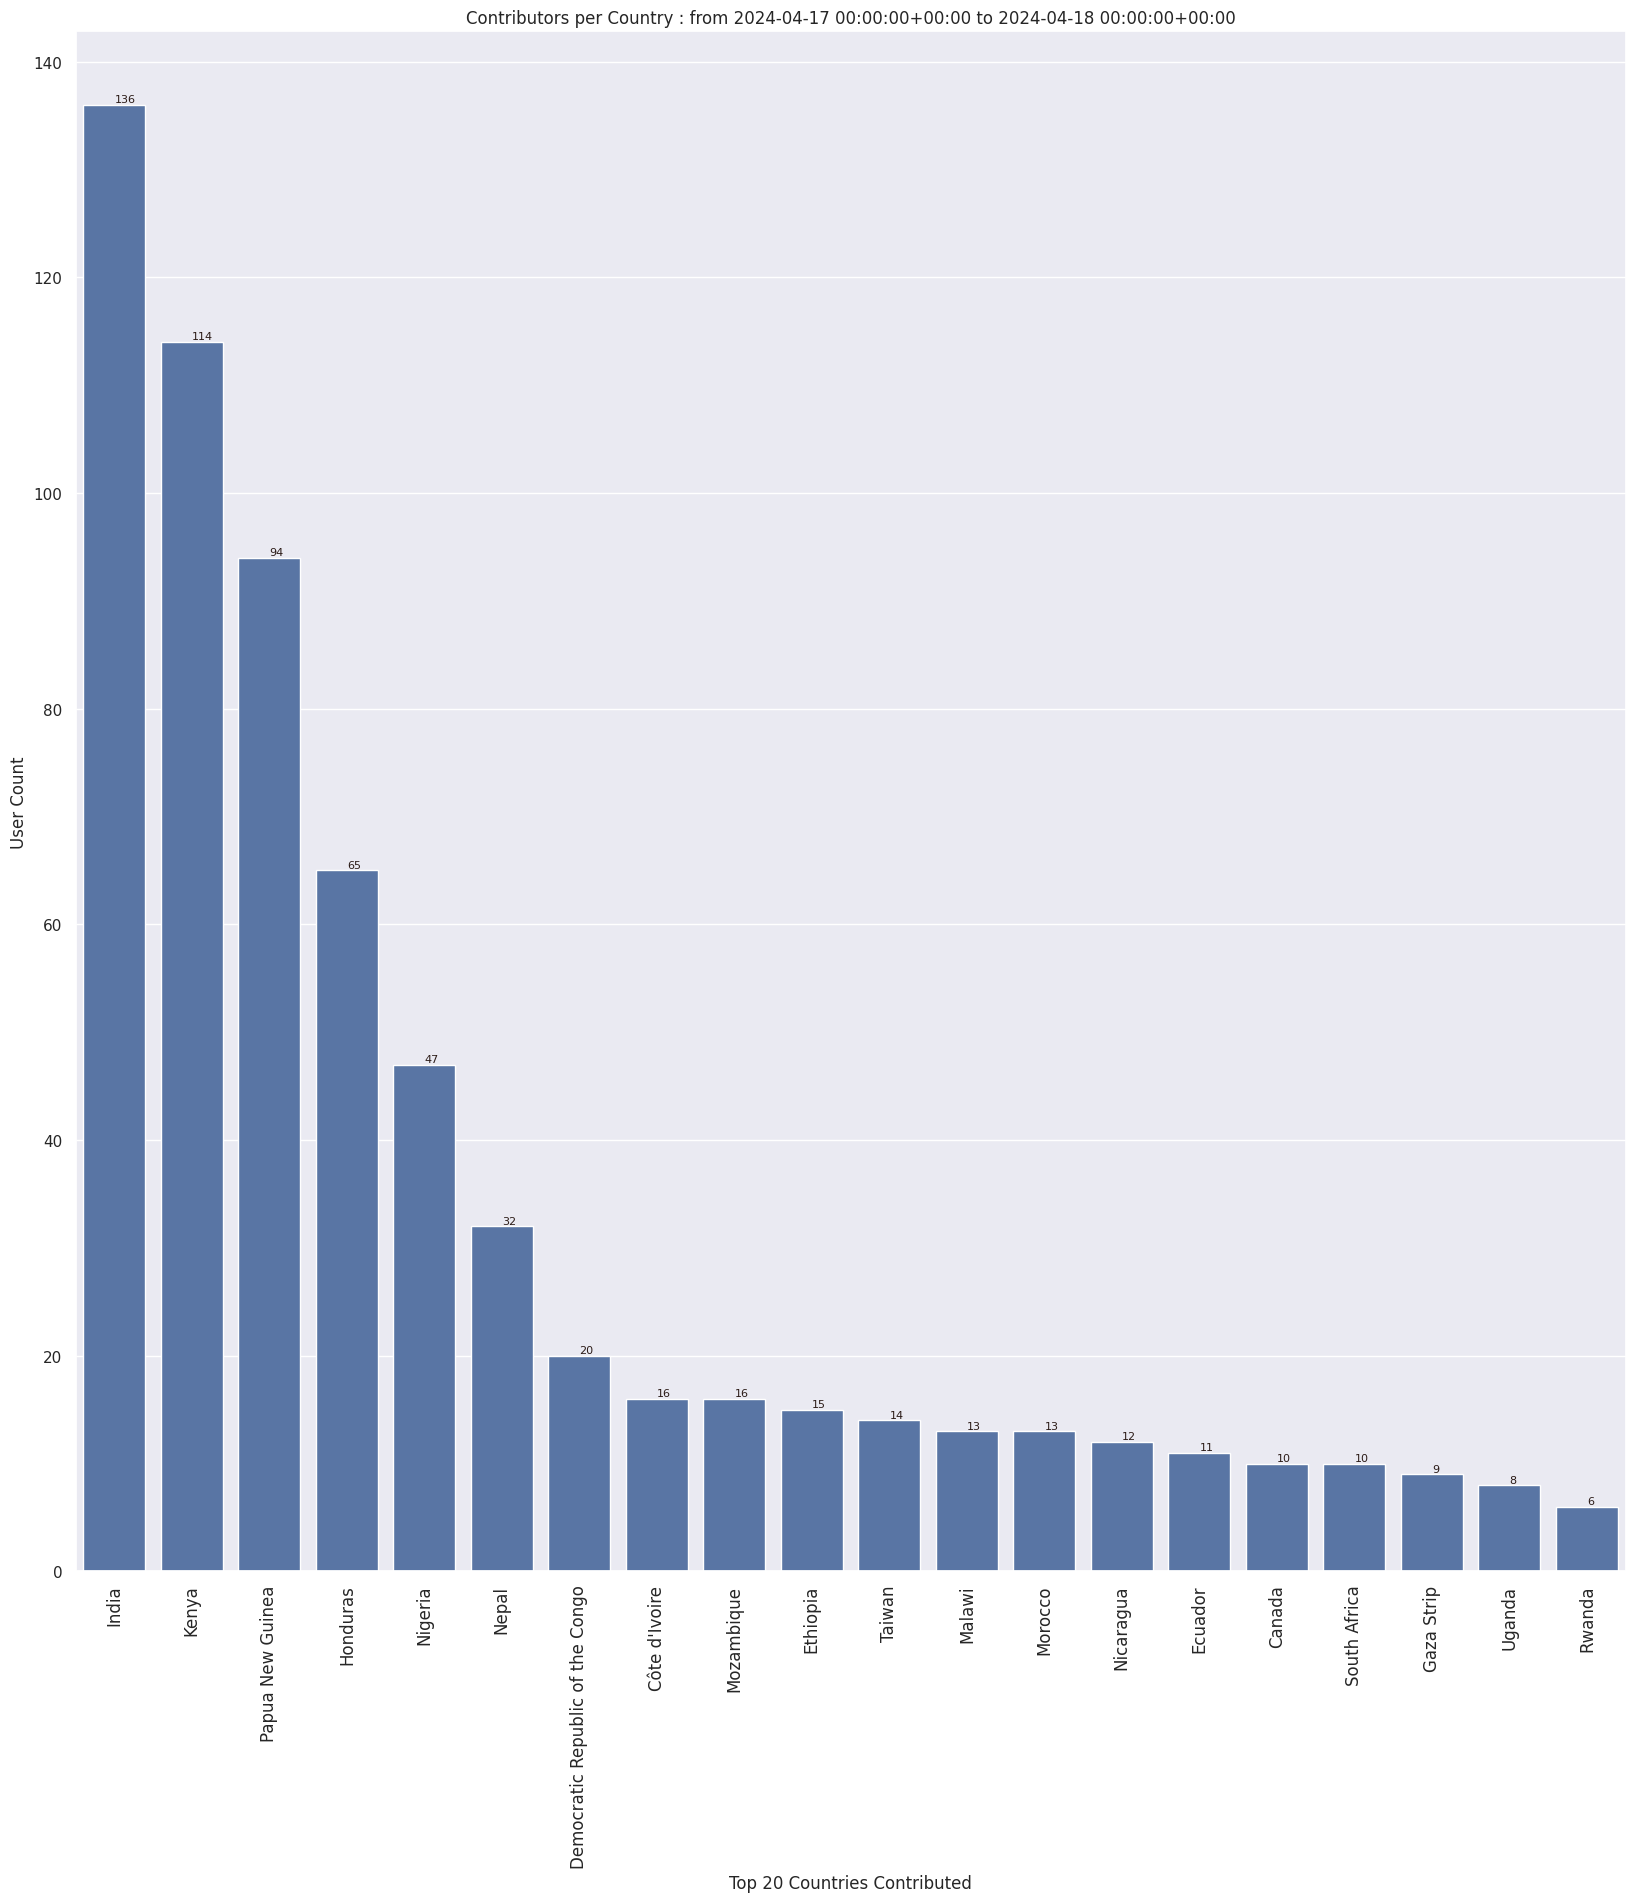 Contributors per Country : from 2024-04-17 00:00:00+00:00 to 2024-04-18 00:00:00+00:00
User Count
140
120
100
80
60
40
20
0
136
114
94
65
47
32
20
16
16
15
14
13
13
12
11
10
10
9
8
6
India
Kenya
Papua New Guinea
Honduras
Nigeria
Nepal
Democratic Republic of the Congo
Côte d'Ivoire
Mozambique
Ethiopia
Taiwan
Malawi
Morocco
Nicaragua
Ecuador
Canada
South Africa
Gaza Strip
Uganda
Rwanda
Top 20 Countries Contributed